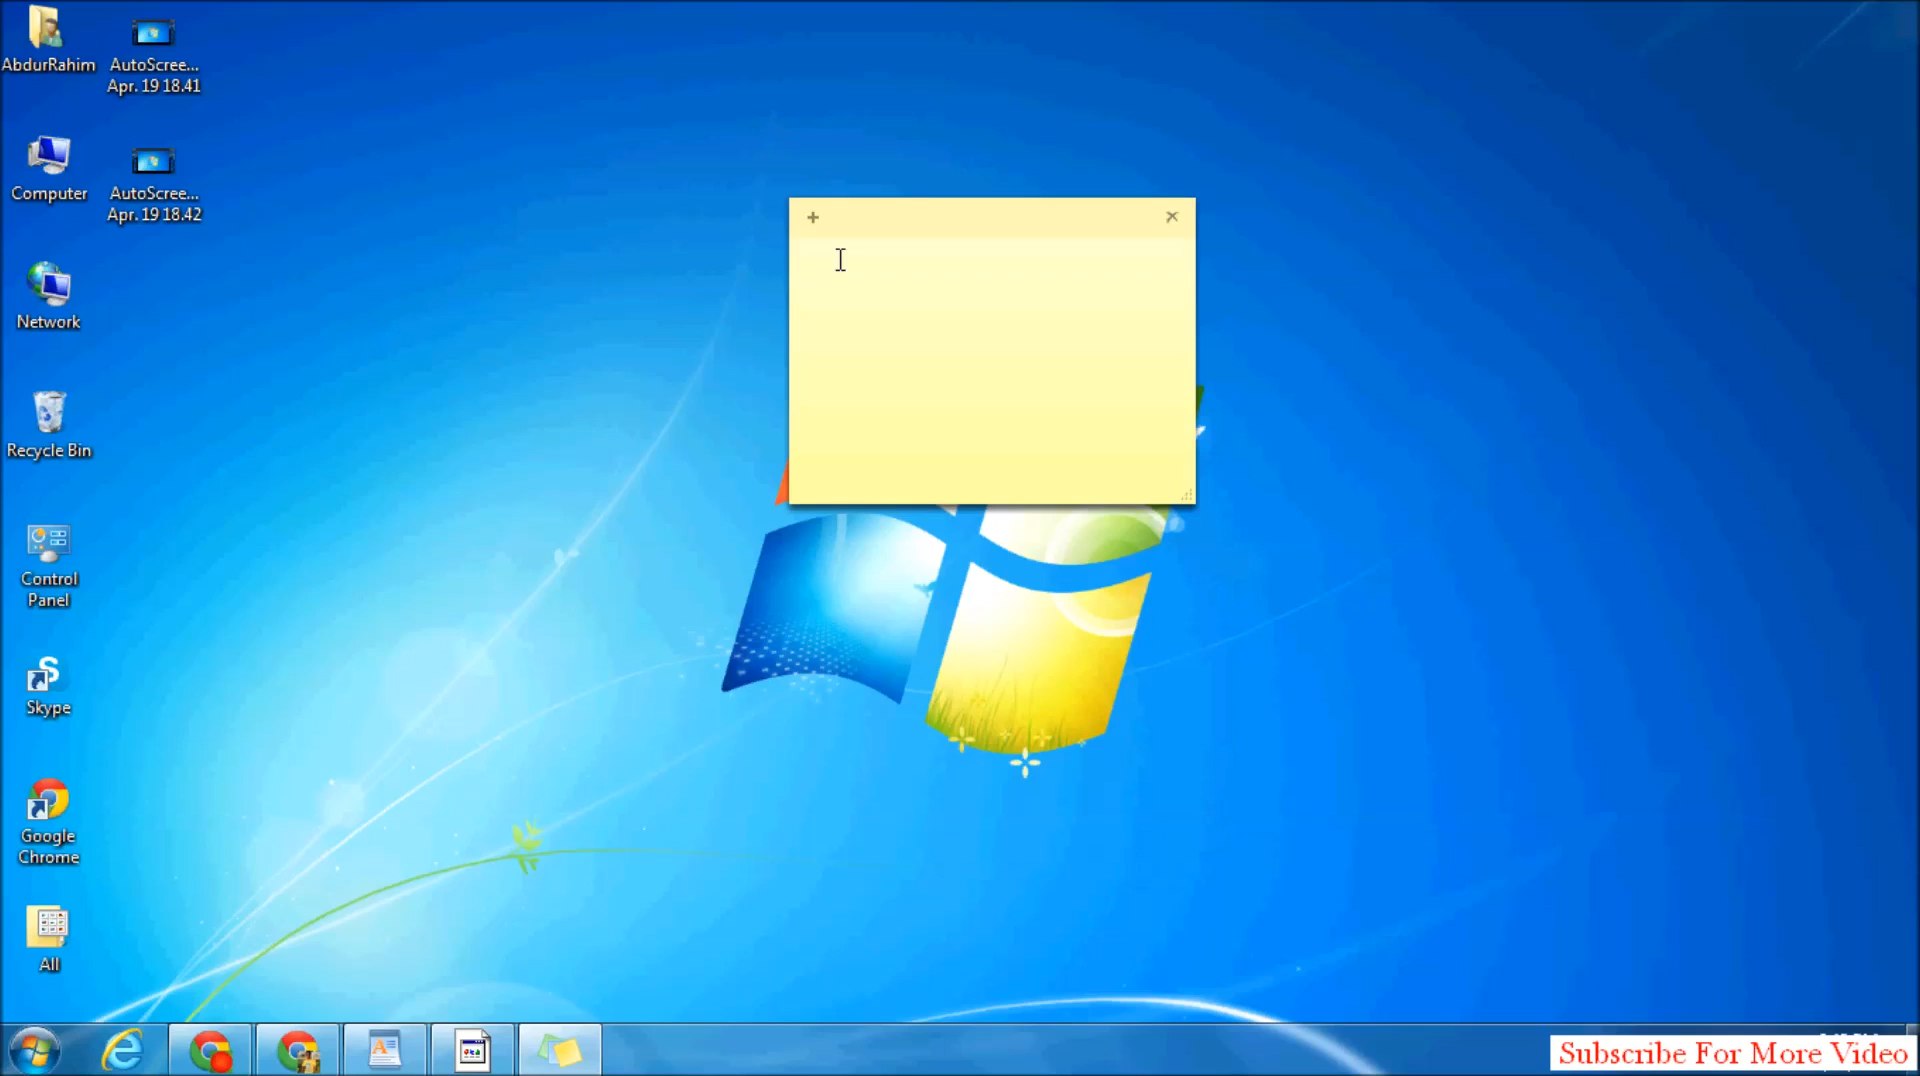 AbdurRahim
AutoScree...
Apr. 19 18.41
Computer
AutoScree...
Apr. 19 18.42
Network
Recycle Bin
Control
Panel
Skype
Google
Chrome
All
Subscribe For More Video